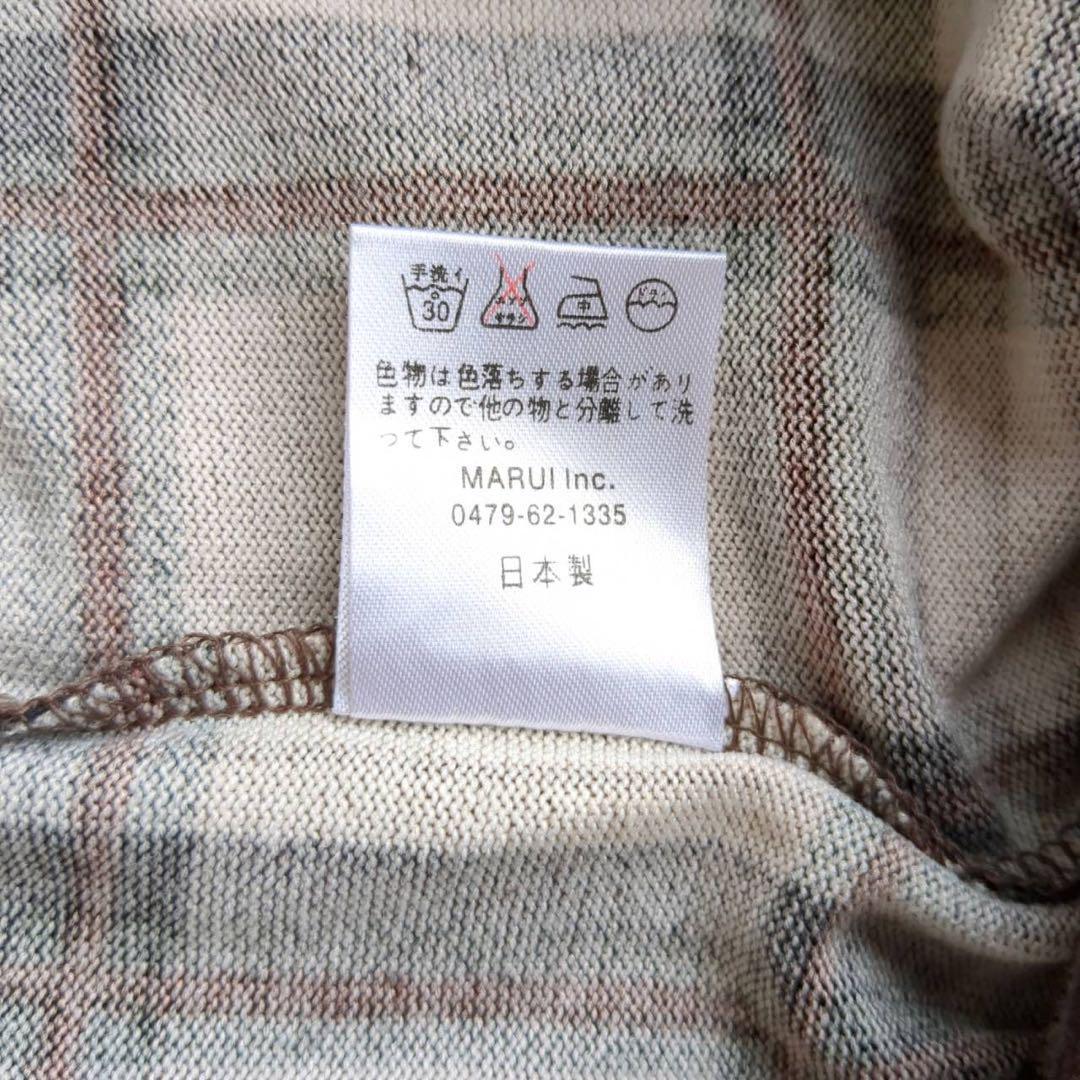 手洗イ
30
中
色物は色落ちする場合があり
ますので他の物と分離して洗
って下さい。
MARUI Inc.
0479-62-1335
日本製